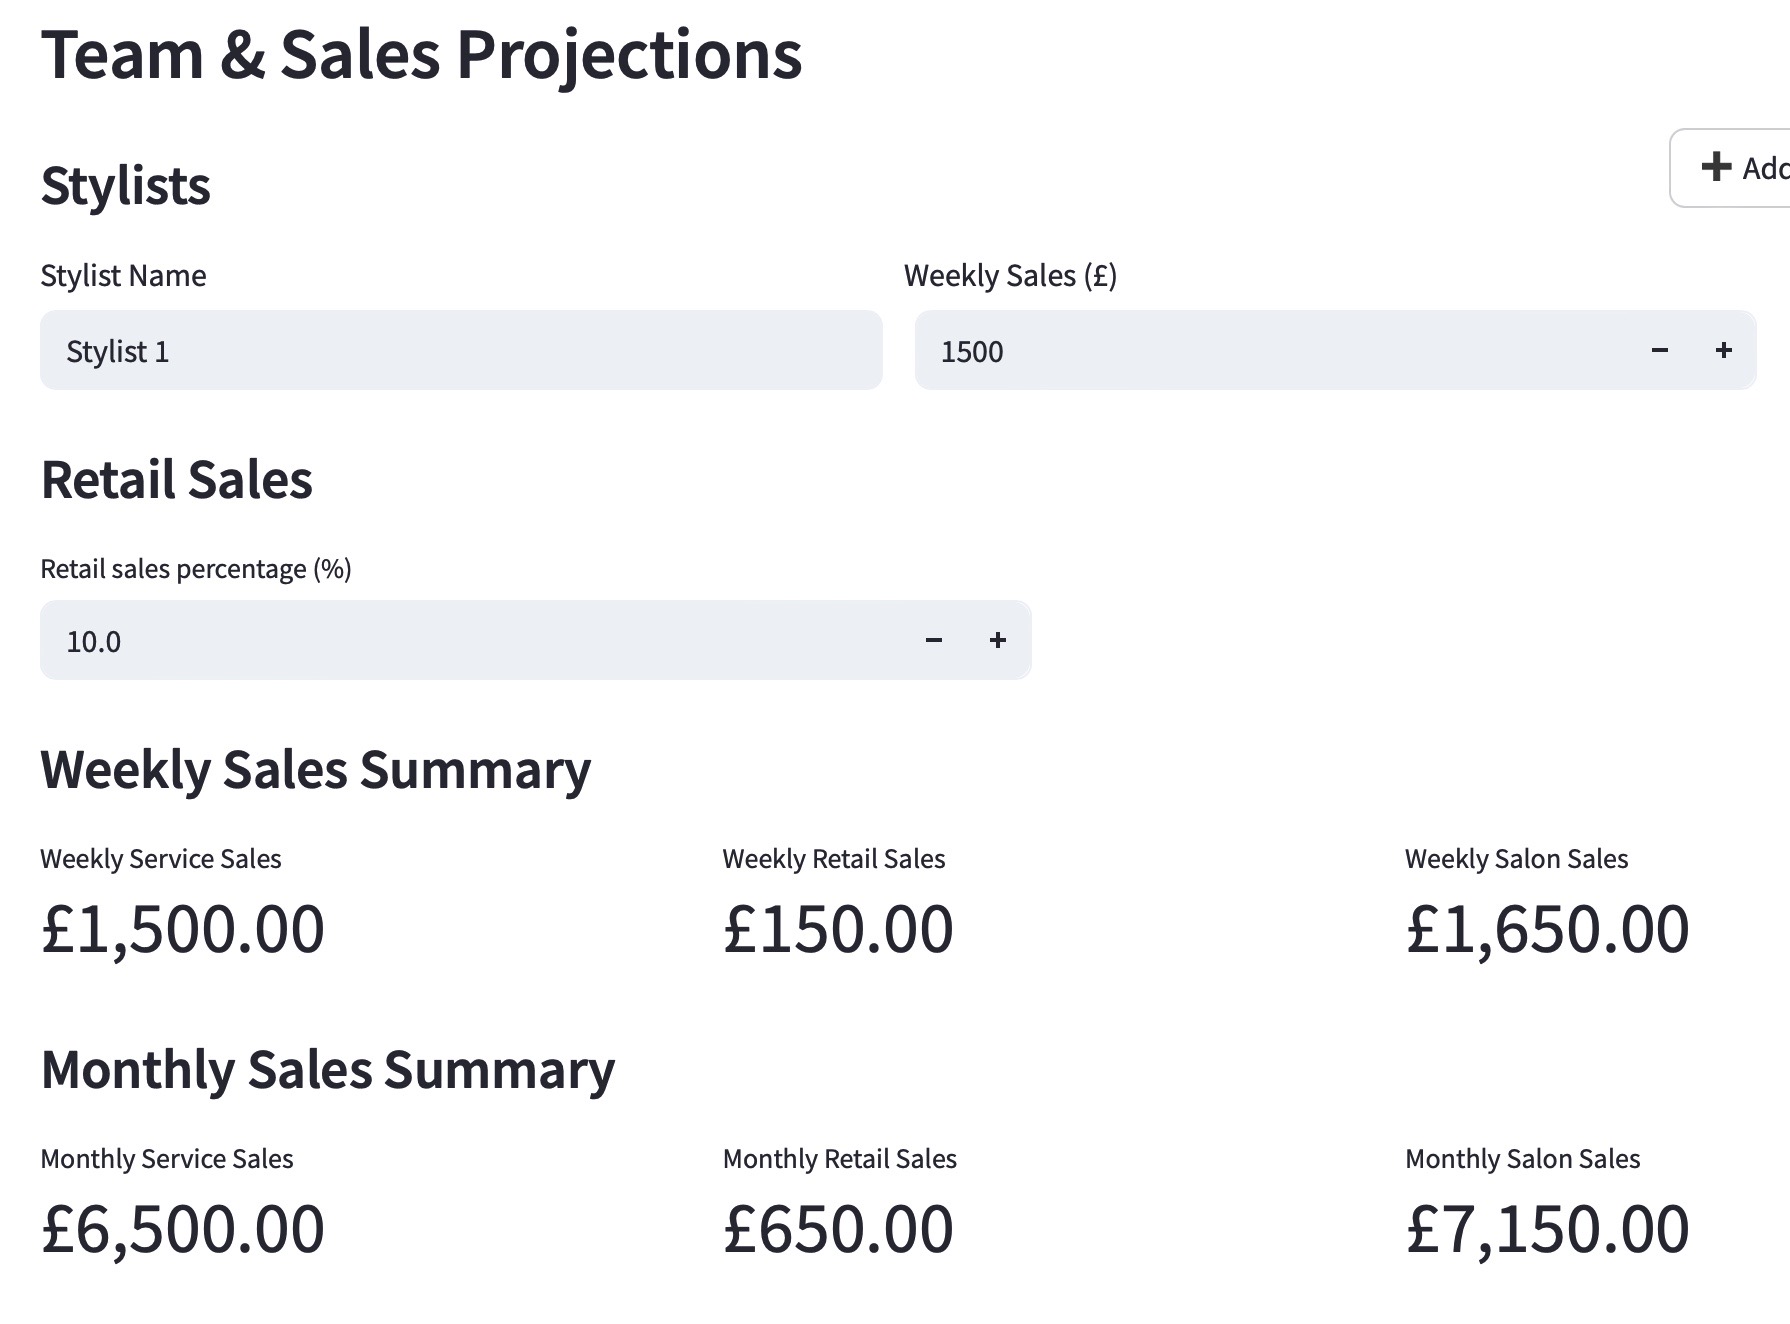 Team & Sales Projections
Stylists
Add
Stylist Name
Weekly Sales (£)
Stylist 1
1500
Retail Sales
Retail sales percentage (%)
10.0
Weekly Sales Summary
Weekly Service Sales
Weekly Retail Sales
Weekly Salon Sales
£1,500.00
£150.00
£1,650.00
Monthly Sales Summary
Monthly Service Sales
Monthly Retail Sales
Monthly Salon Sales
£6,500.00
£650.00
£7,150.00